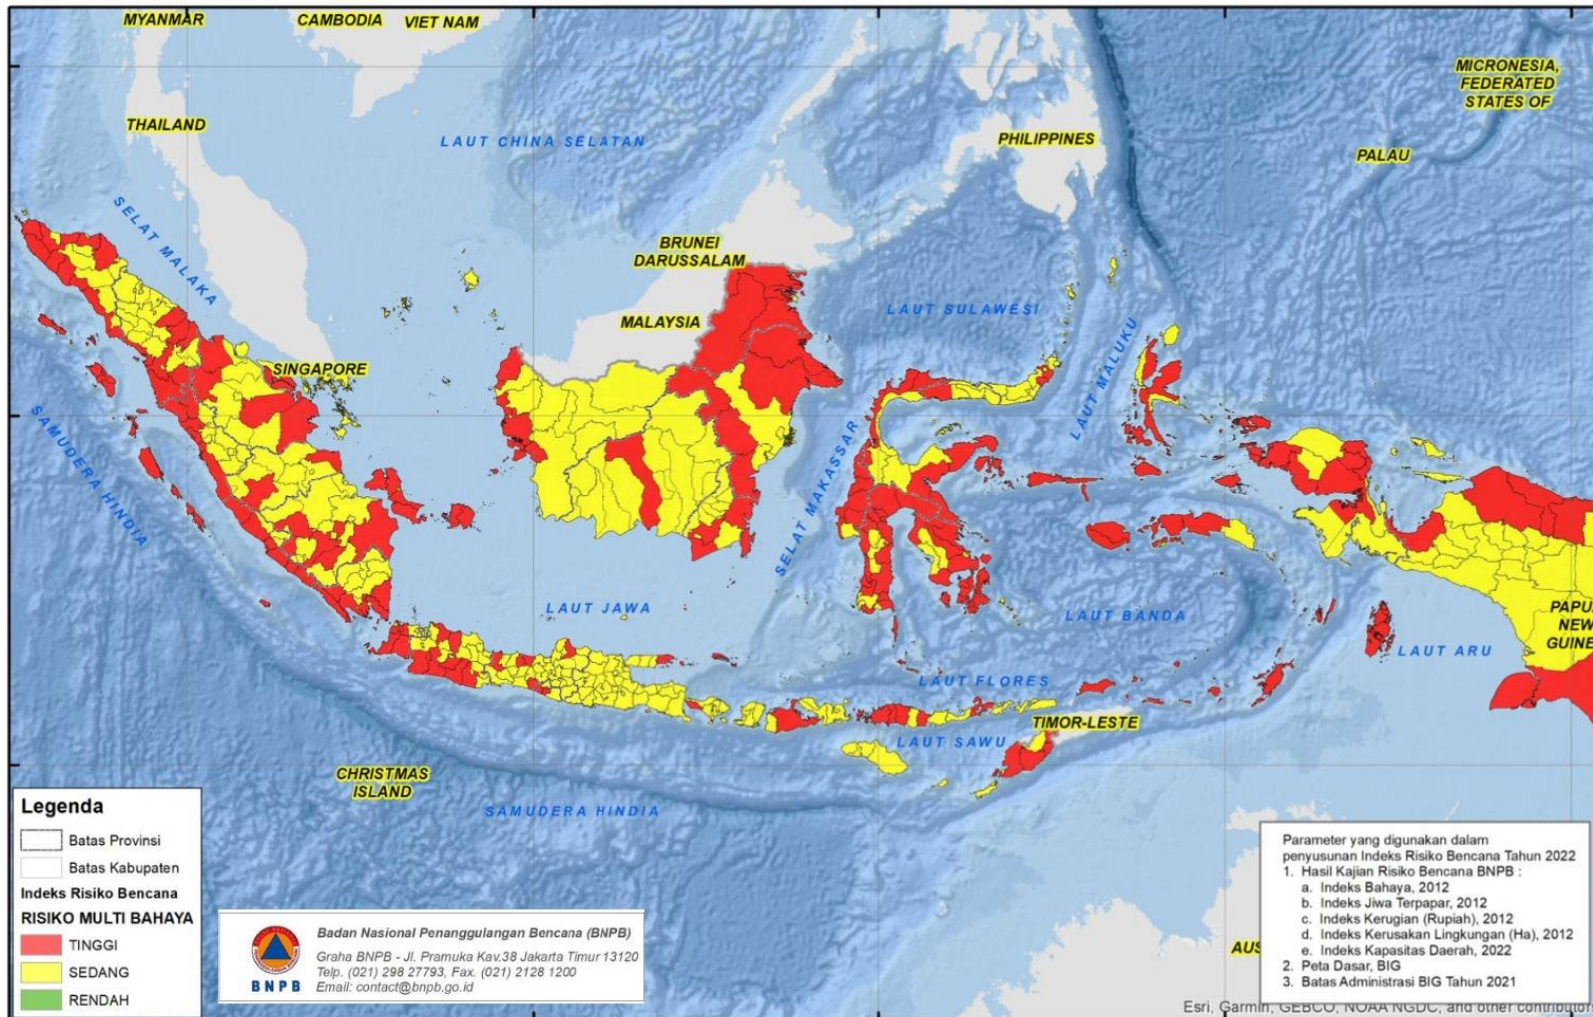 MYANMAR
CAMBODIA
VIET NAM
MICRONESIA,
FEDERATED
STATES OF
THAILAND
LAUT CHINA SELATAN
PHILIPPINES
PALAU
SELAT MALAKA
BRUNEI
DARUSSALAM
LAUT SULAWESI
MALAYSIA
LAUT MALUKU
SINGAPORE
SAMUDERA HINDIA
SELAT MAKASSAR
LAUT JAWA
LAUT BANDA
PAPU
NEW
GUINE
LAUT ARU
LAUT FLORES
TIMOR-LESTE
LAUT SAWU
CHRISTMAS
ISLAND
SAMUDERA HINDIA
AUS
Legenda
Batas Provinsi
Batas Kabupaten
Indeks Risiko Bencana
RISIKO MULTI BAHAYA
TINGGI
SEDANG
RENDAH
BNPB
Badan Nasional Penanggulangan Bencana (BNPB)
Graha BNPB - Jl. Pramuka Kav.38 Jakarta Timur 13120
Telp. (021) 298 27793, Fax. (021) 2128 1200
Email: contact@bnpb.go.id
Parameter yang digunakan dalam
penyusunan Indeks Risiko Bencana Tahun 2022
1. Hasil Kajian Risiko Bencana BNPB :
a. Indeks Bahaya, 2012
b. Indeks Jiwa Terpapar, 2012
c. Indeks Kerugian (Rupiah), 2012
d. Indeks Kerusakan Lingkungan (Ha), 2012
e. Indeks Kapasitas Daerah, 2022
2. Peta Dasar, BIG
3. Batas Administrasi BIG Tahun 2021
Esri, Garmin, GEBCO, NOAA NGDC, and other contributors